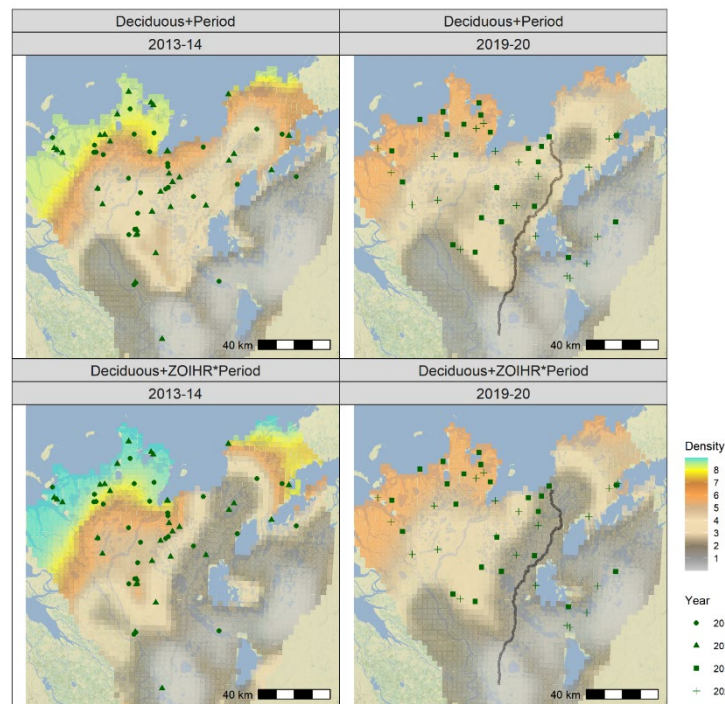 Deciduous+Period
Deciduous+Period
2013-14
2019-20
40 km
40 km
Deciduous+ZOIHR*Period
Deciduous+ZOIHR*Period
2013-14
2019-20
40 km
40 km
Density
8
7
6
5
4
3
2
1
Year
20
20
20
20